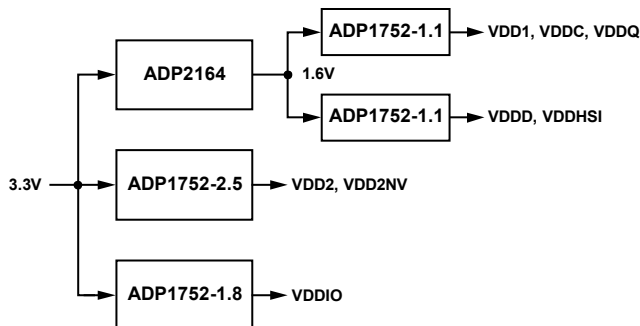 ADP1752-1.1
VDD1, VDDC, VDDQ
ADP2164
1.6V
ADP1752-1.1
VDDD, VDDHSI
3.3V
ADP1752-2.5
VDD2, VDD2NV
ADP1752-1.8
VDDIO